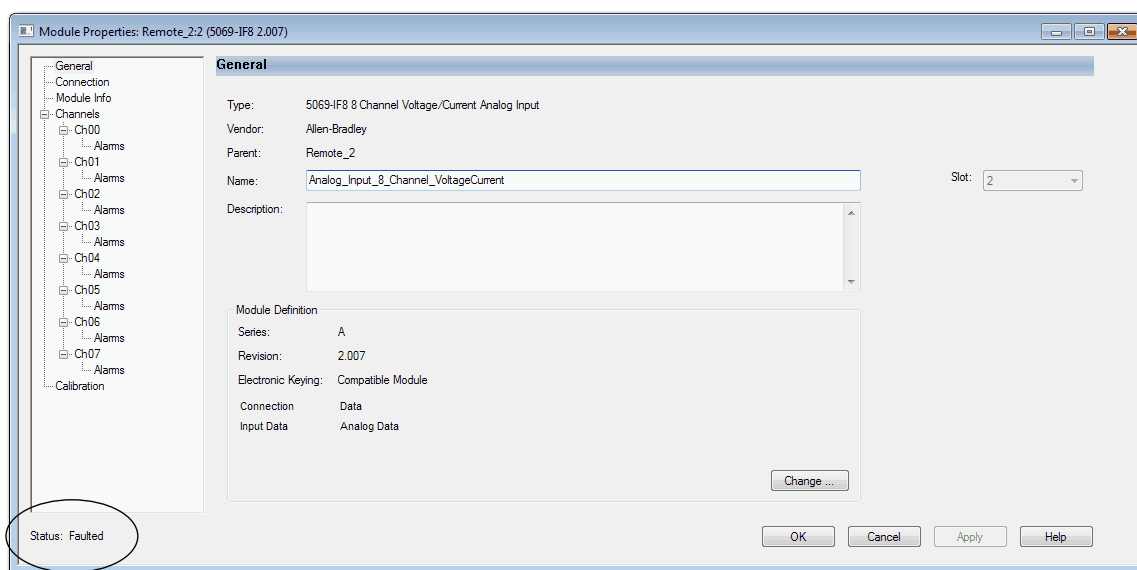 Module Properties: Remote_2:2 (5069-IF8 2.007)
General
Connection
Module Info
Channels
Ch00
Alarms
Ch01
Alarms
Ch02
Alarms
Ch03
Alarms
Ch04
Alarms
Ch05
Alarms
Ch06
Alarms
Ch07
Alarms
Calibration
General
Type: 5069-IF8 8 Channel Voltage/Current Analog Input
Vendor: Allen-Bradley
Parent: Remote_2
Name: Analog_Input_8_Channel_VoltageCurrent
Slot: 2
Description:
Module Definition
Series: A
Revision: 2.007
Electronic Keying: Compatible Module
Connection Data
Input Data Analog Data
Change ...
Status: Faulted
OK Cancel Apply Help